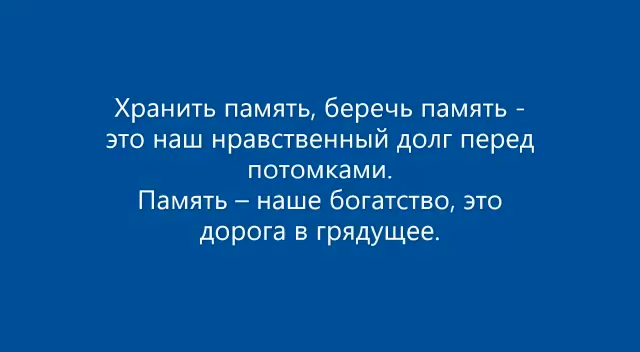 Хранить память, беречь память -
это наш нравственный долг перед
потомками.
Память – наше богатство, это
дорога в грядущее.